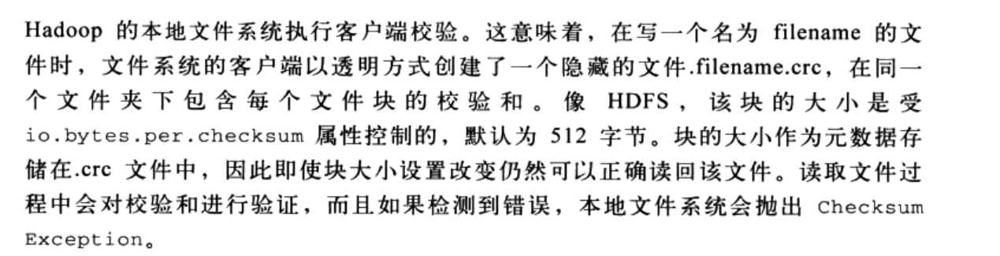 Hadoop 的本地文件系统执行客户端校验。这意味着，在写一个名为 filename 的文
件时，文件系统的客户端以透明方式创建了一个隐藏的文件.filename.crc，在同一
个文件夹下包含每个文件块的校验和。像 HDFS，该块的大小是受
io.bytes.per.checksum 属性控制的，默认为 512 字节。块的大小作为元数据存
储在.crc 文件中，因此即使块大小设置改变仍然可以正确读回该文件。读取文件过
程中会对校验和进行验证，而且如果检测到错误，本地文件系统会抛出 Checksum
Exception。